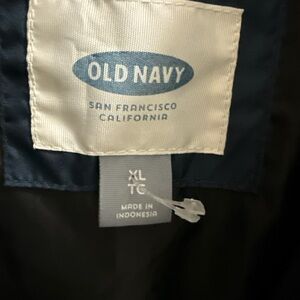 OLD NAVY
SAN FRANCISCO
CALIFORNIA
XL
TG
MADE IN
INDONESIA